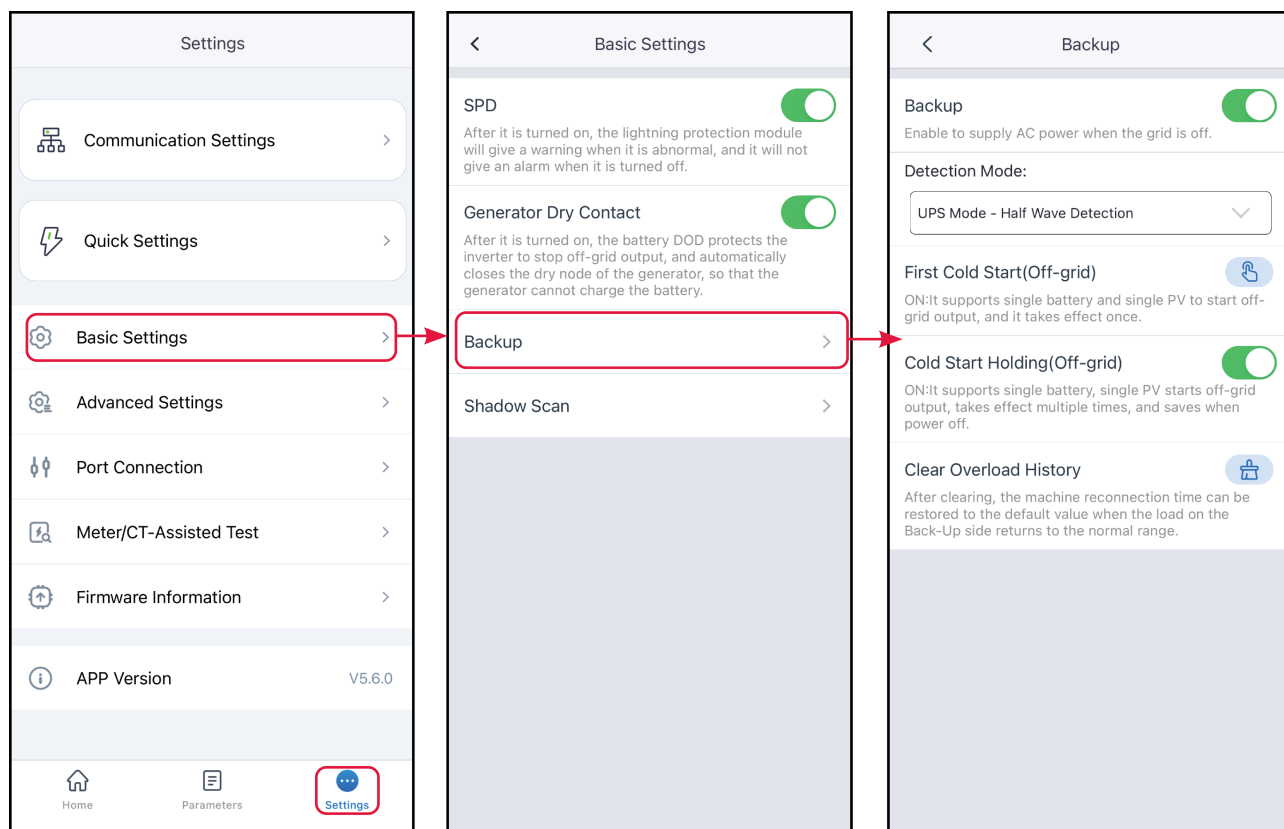 Settings
Communication Settings
Quick Settings
Basic Settings
Advanced Settings
Port Connection
Meter/CT-Assisted Test
Firmware Information
APP Version V5.6.0
Home Parameters Settings
Basic Settings
SPD
After it is turned on, the lightning protection module
will give a warning when it is abnormal, and it will not
give an alarm when it is turned off.
Generator Dry Contact
After it is turned on, the battery DOD protects the
inverter to stop off-grid output, and automatically
closes the dry node of the generator, so that the
generator cannot charge the battery.
Backup
Shadow Scan
Backup
Backup
Enable to supply AC power when the grid is off.
Detection Mode:
UPS Mode - Half Wave Detection
First Cold Start(Off-grid)
ON:It supports single battery and single PV to start off-
grid output, and it takes effect once.
Cold Start Holding(Off-grid)
ON:It supports single battery, single PV starts off-grid
output, takes effect multiple times, and saves when
power off.
Clear Overload History
After clearing, the machine reconnection time can be
restored to the default value when the load on the
Back-Up side returns to the normal range.